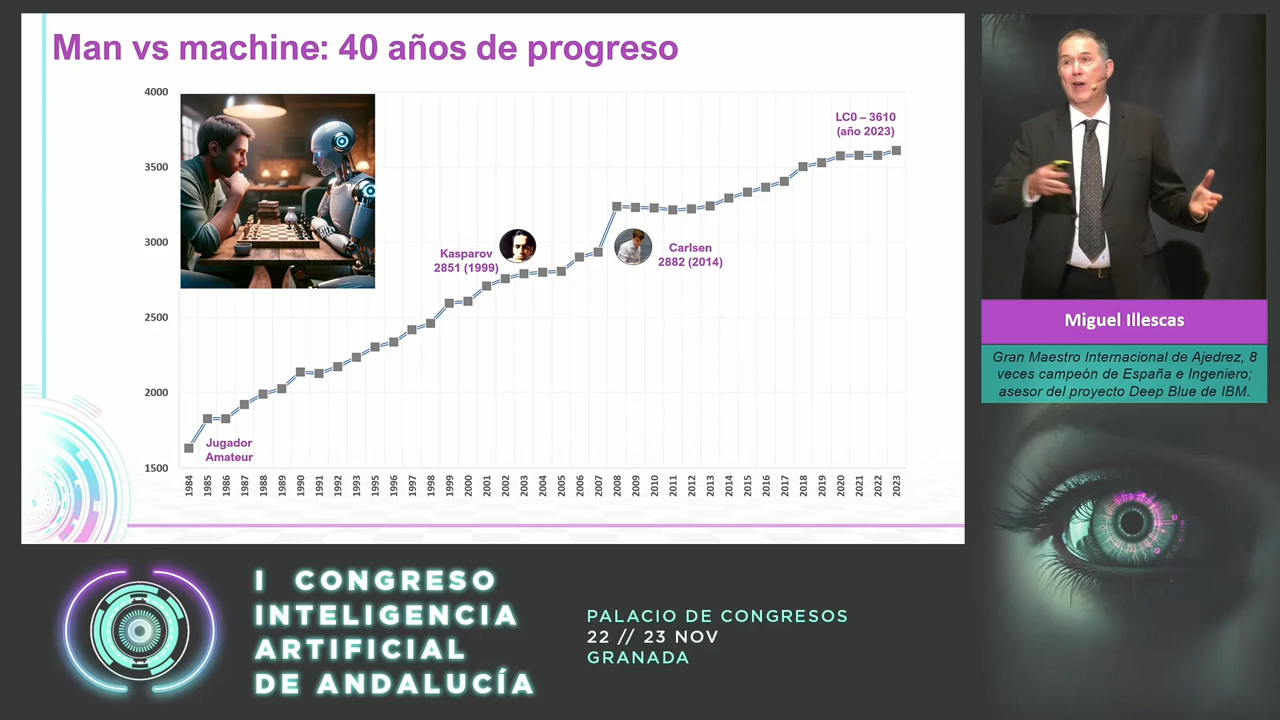 Man vs machine: 40 años de progreso
4000
3500
3000
2500
2000
1500
LC0 – 3610
(año 2023)
Kasparov
2851 (1999)
Carlsen
2882 (2014)
Jugador
Amateur
1984 1985 1986 1987 1988 1989 1990 1991 1992 1993 1995 1996 1997 1998 1999 2000 2001 2002 2003 2004 2005 2006 2007 2008 2009 2010 2011 2012 2013 2014 2015 2016 2017 2018 2019 2020 2021 2022 2023
5
Miguel Illescas
Gran Maestro Internacional de Ajedrez, 8
veces campeón de España e Ingeniero;
asesor del proyecto Deep Blue de IBM.
I CONGRESO
INTELIGENCIA
ARTIFICIAL
DE ANDALUCÍA
PALACIO DE CONGRESOS
22 // 23 NOV
GRANADA